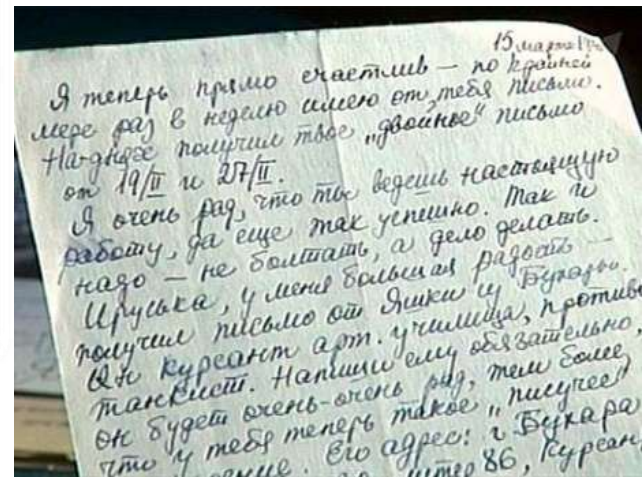 15 марта
Я теперь прямо счастлив – по крайней
мере раз в неделю имею от тебя письмо.
На-днях получил твое „двойное" письмо
от 19/II и 27/II.
Я очень рад, что ты ведешь настоящую
работу, да еще так успешно. Так и
надо – не болтать, а дело делать.
Ируська, у меня большая радость –
получил письмо от Яшки из Бухары.
Он курсант арт. училища, противо
танкист. Напиши ему обязательно,
он будет очень-очень рад, тем более,
что у тебя теперь такое „писучее"
Его адрес: г. Бухара
литер 86, Курсан